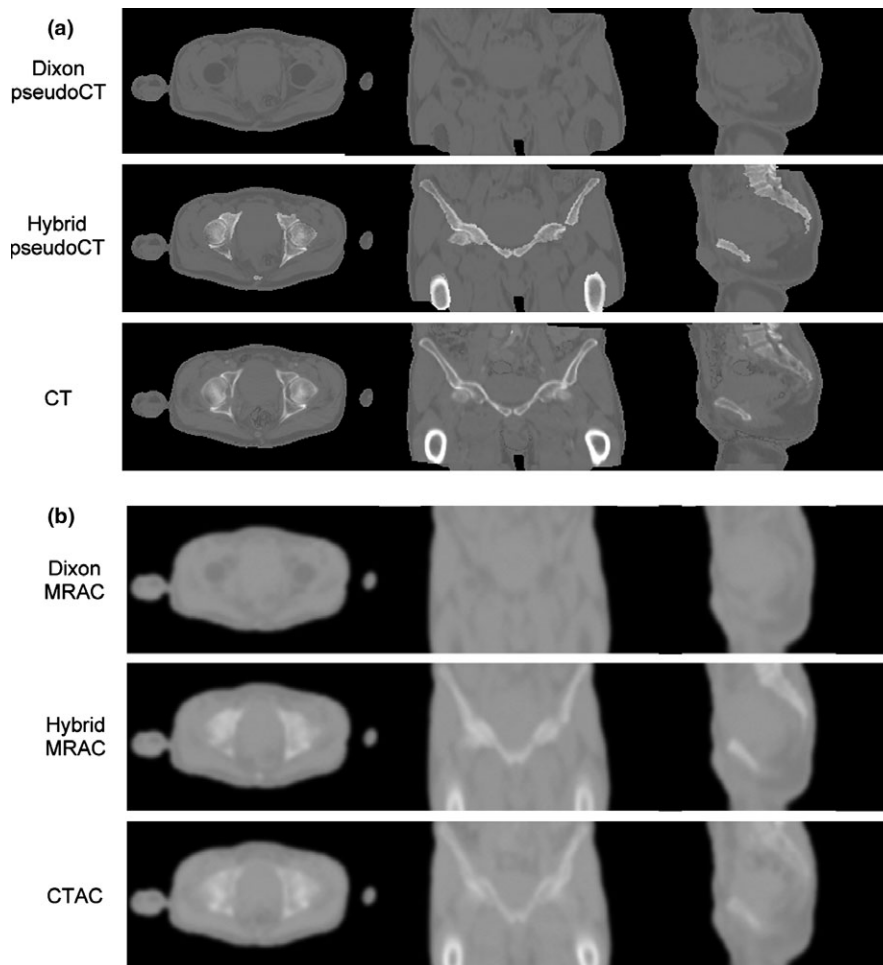 (a)
Dixon
pseudoCT
Hybrid
pseudoCT
CT
(b)
Dixon
MRAC
Hybrid
MRAC
CTAC